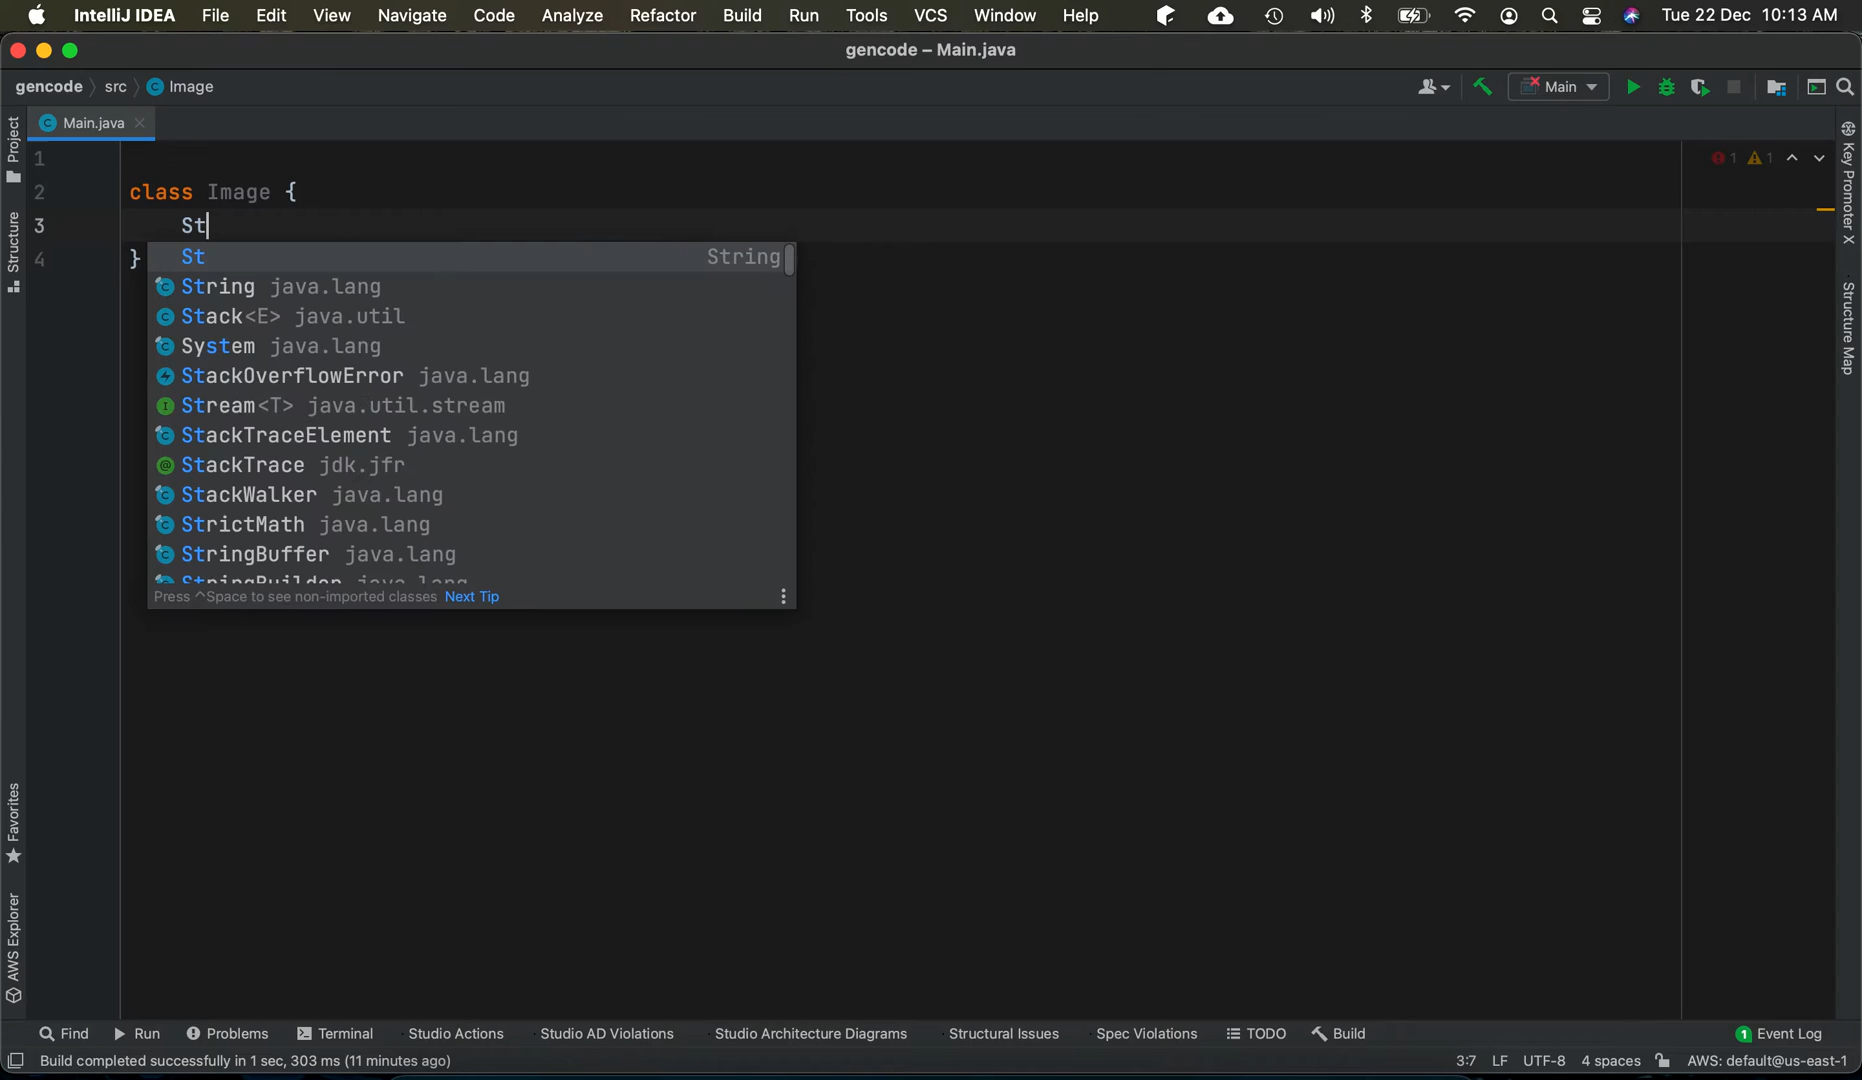 IntelliJ IDEA File Edit View Navigate Code Analyze Refactor Build Run Tools VCS Window Help Tue 22 Dec 10:13 AM
gencode – Main.java
gencode src Image Main
Main.java
1
1 1
2 class Image {
3 St
4 }
St String
String java.lang
Stack<E> java.util
System java.lang
StackOverflowError java.lang
Stream<T> java.util.stream
StackTraceElement java.lang
StackTrace jdk.jfr
StackWalker java.lang
StrictMath java.lang
StringBuffer java.lang
StringBuilder java.lang
Press ^Space to see non-imported classes Next Tip
Project
Structure
Favorites
AWS Explorer
Key Promoter X
Structure Map
Find Run Problems Terminal Studio Actions Studio AD Violations Studio Architecture Diagrams Structural Issues Spec Violations TODO Build 1 Event Log
Build completed successfully in 1 sec, 303 ms (11 minutes ago) 3:7 LF UTF-8 4 spaces AWS: default@us-east-1